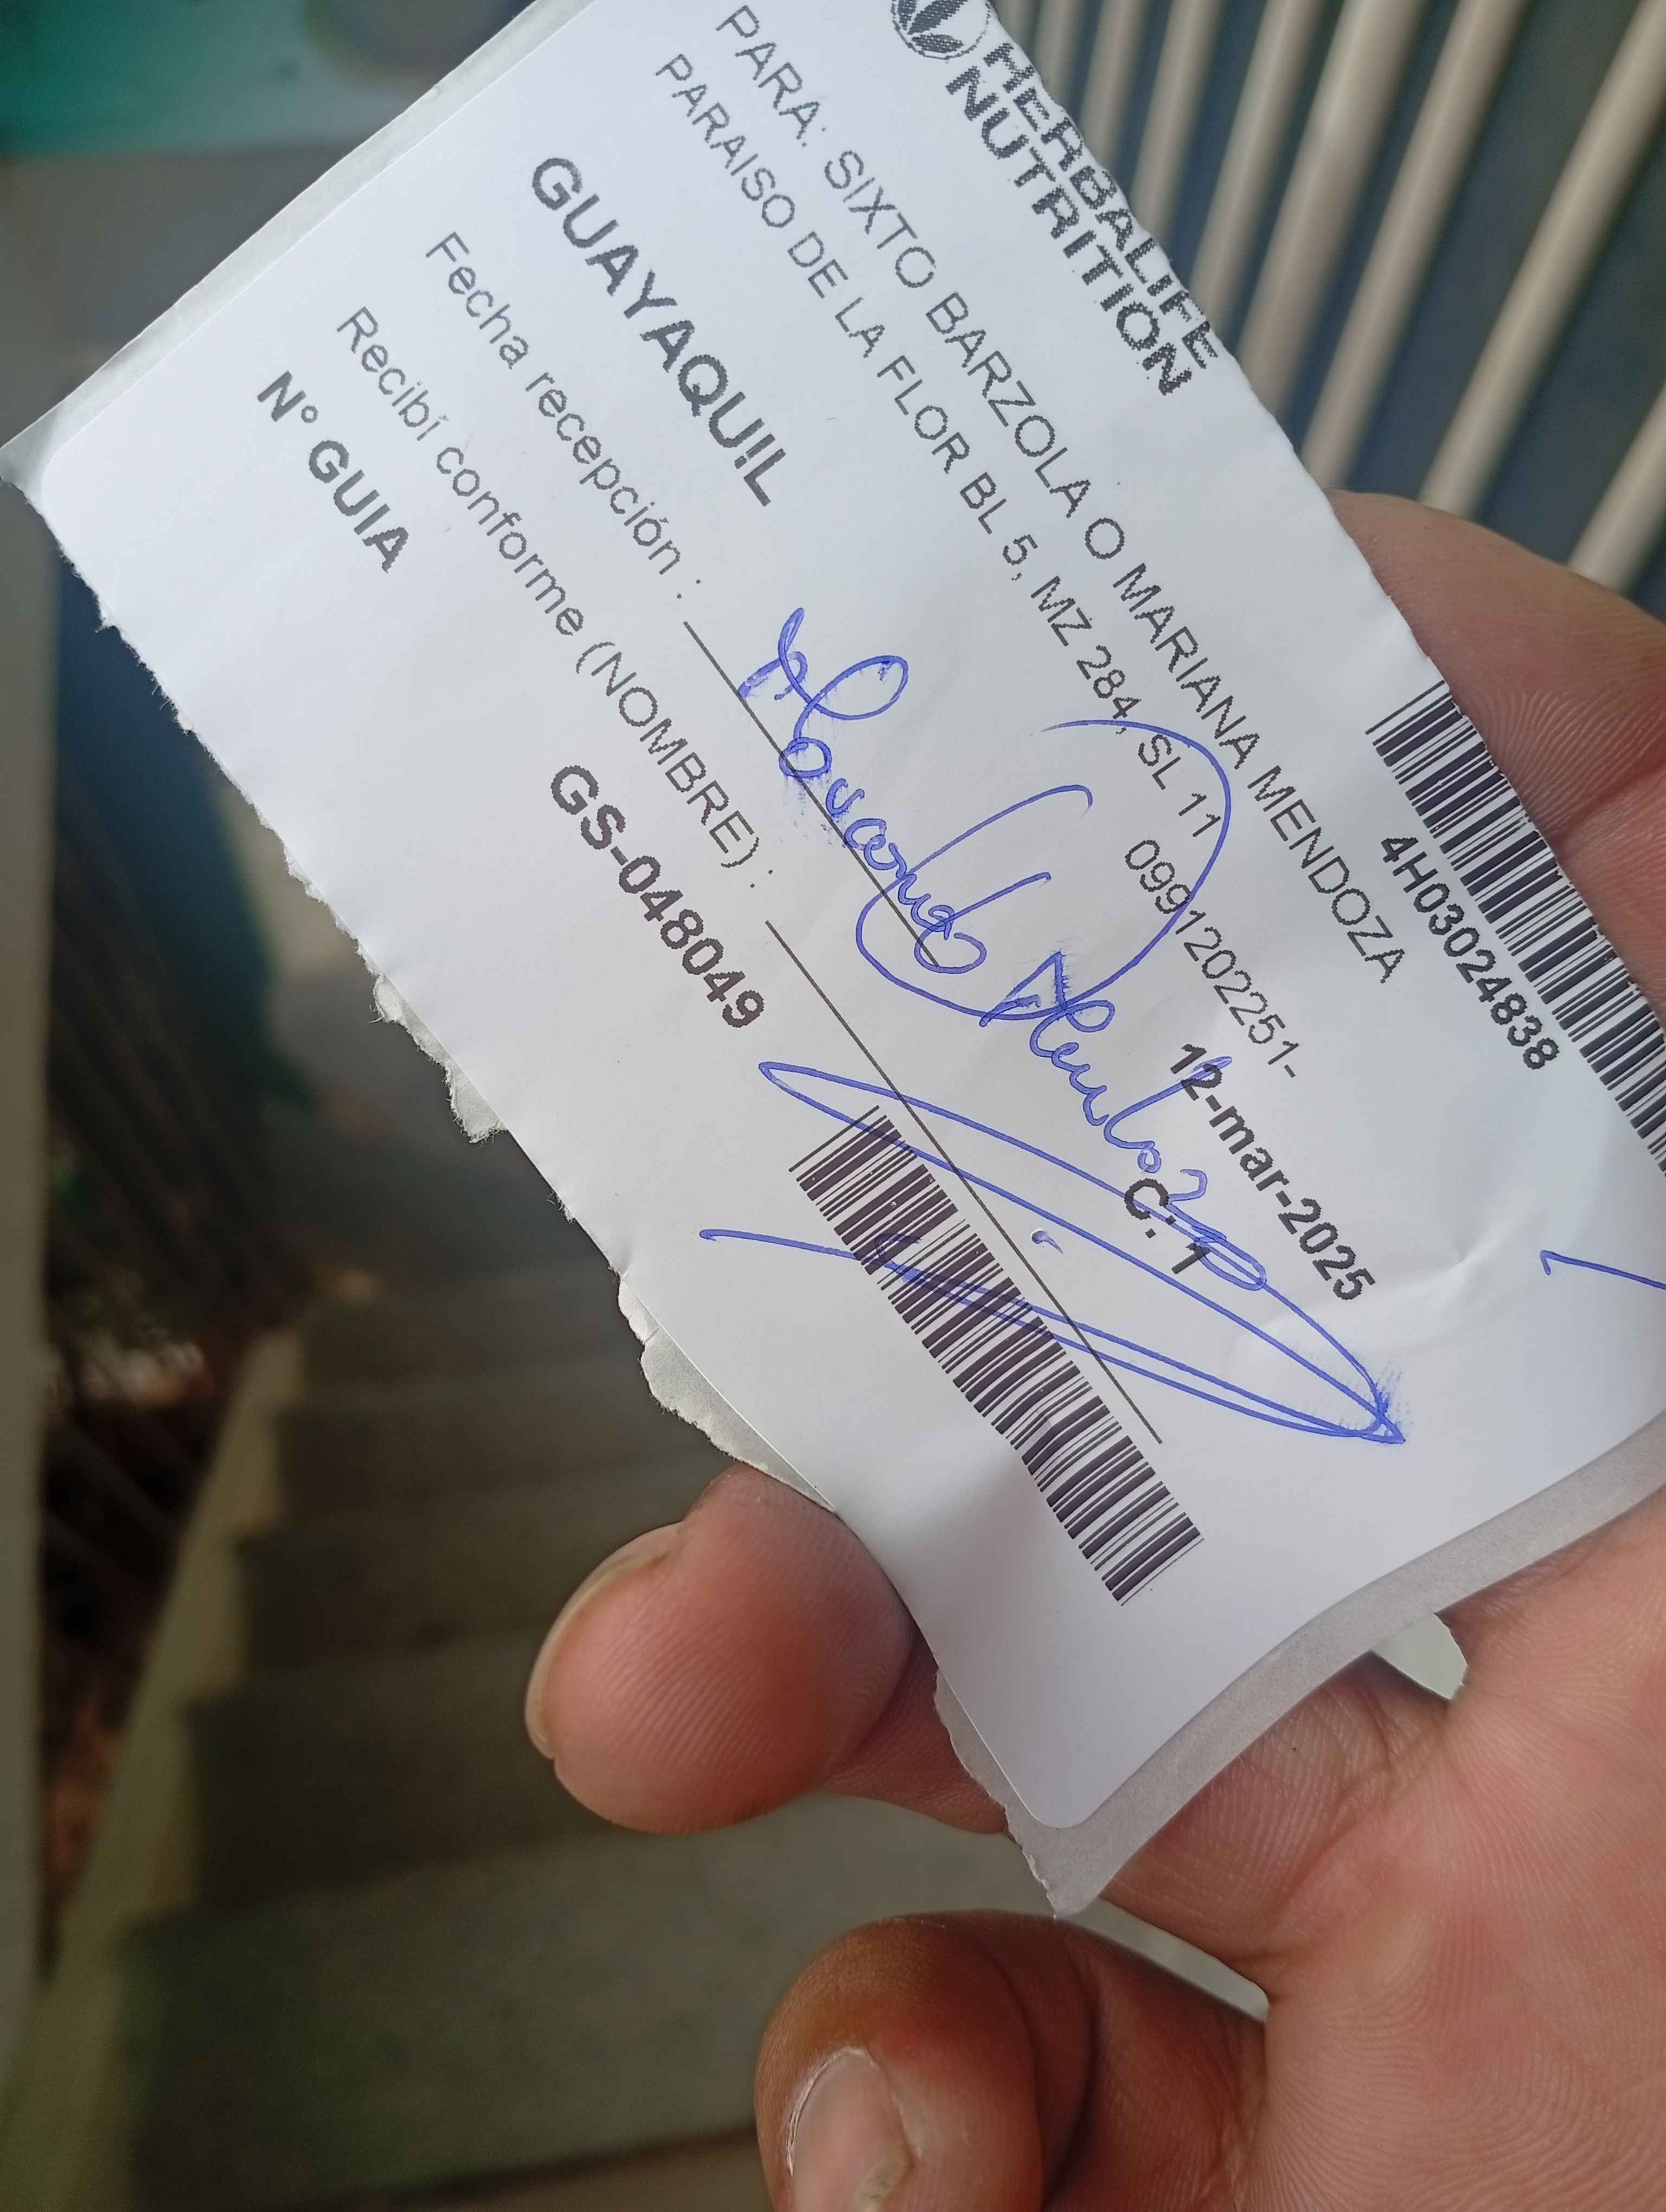 HERBALIFE
NUTRITION
4H03024838
PARA: SIXTO BARZOLA O MARIANA MENDOZA
PARAISO DE LA FLOR BL 5, MZ 284, SL 11 0991202251-
GUAYAQUIL
12-mar-2025
Fecha recepción :
C. 1
Recibí conforme (NOMBRE) :
N° GUIA
GS-048049